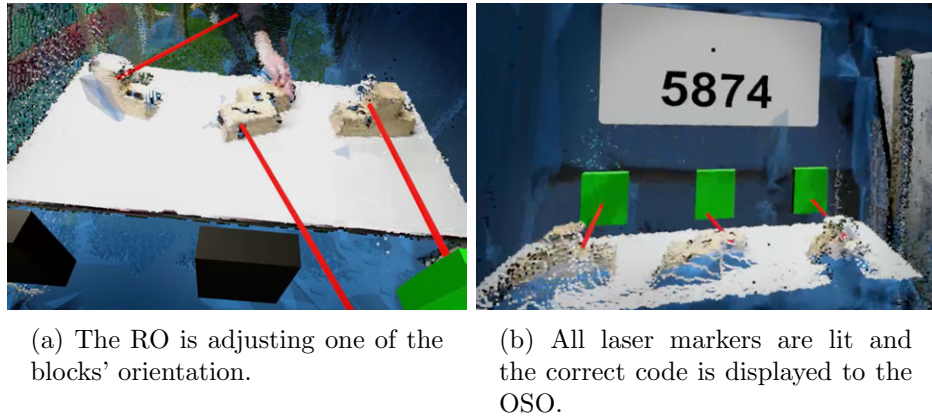 5874
(a) The RO is adjusting one of the
blocks' orientation.
(b) All laser markers are lit and
the correct code is displayed to the
OSO.